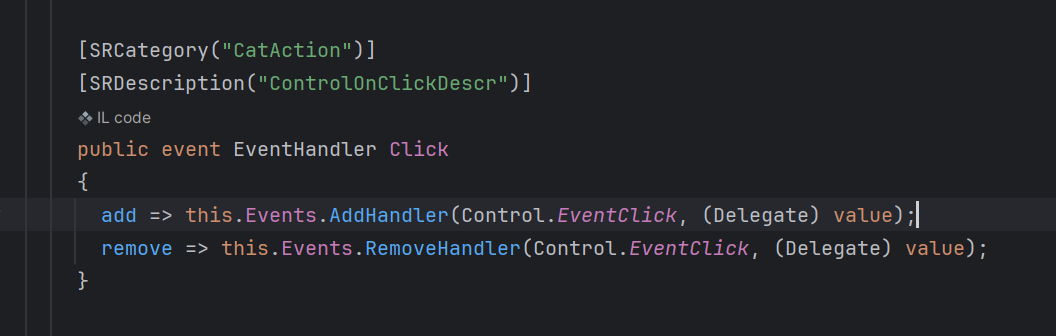 [SRCategory("CatAction")]
[SRDescription("ControlOnClickDescr")]
IL code
public event EventHandler Click
{
add => this.Events.AddHandler(Control.EventClick, (Delegate) value);
remove => this.Events.RemoveHandler(Control.EventClick, (Delegate) value);
}